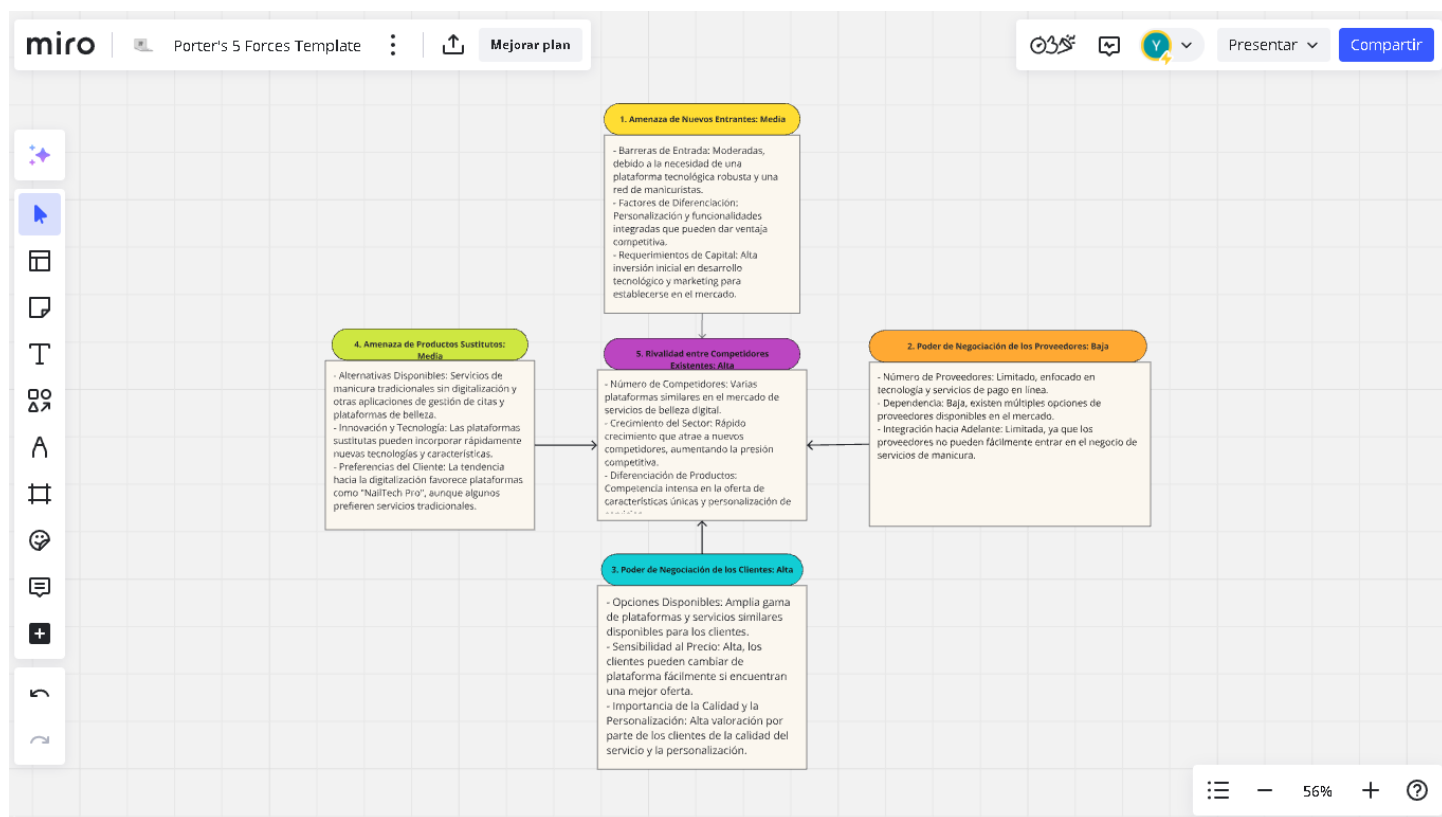 miro
Porter's 5 Forces Template
Mejorar plan
Y
Presentar
Compartir
1. Amenaza de Nuevos Entrantes: Media
- Barreras de Entrada: Moderadas,
debido a la necesidad de una
plataforma tecnológica robusta y una
red de manicuristas.
- Factores de Diferenciación:
Personalización y funcionalidades
integradas que pueden dar ventaja
competitiva.
- Requerimientos de Capital: Alta
inversión inicial en desarrollo
tecnológico y marketing para
establecerse en el mercado.
4. Amenaza de Productos Sustitutos:
Media
- Alternativas Disponibles: Servicios de
manicura tradicionales sin digitalización y
otras aplicaciones de gestión de citas y
plataformas de belleza.
- Innovación y Tecnología: Las plataformas
sustitutas pueden incorporar rápidamente
nuevas tecnologías y características.
- Preferencias del Cliente: La tendencia
hacia la digitalización favorece plataformas
como "NailTech Pro", aunque algunos
prefieren servicios tradicionales.
5. Rivalidad entre Competidores
Existentes: Alta
- Número de Competidores: Varias
plataformas similares en el mercado de
servicios de belleza digital.
- Crecimiento del Sector: Rápido
crecimiento que atrae a nuevos
competidores, aumentando la presión
competitiva.
- Diferenciación de Productos:
Competencia intensa en la oferta de
características únicas y personalización de
2. Poder de Negociación de los Proveedores: Baja
- Número de Proveedores: Limitado, enfocado en
tecnología y servicios de pago en línea.
- Dependencia: Baja, existen múltiples opciones de
proveedores disponibles en el mercado.
- Integración hacia Adelante: Limitada, ya que los
proveedores no pueden fácilmente entrar en el negocio de
servicios de manicura.
3. Poder de Negociación de los Clientes: Alta
- Opciones Disponibles: Amplia gama
de plataformas y servicios similares
disponibles para los clientes.
- Sensibilidad al Precio: Alta, los
clientes pueden cambiar de
plataforma fácilmente si encuentran
una mejor oferta.
- Importancia de la Calidad y la
Personalización: Alta valoración por
parte de los clientes de la calidad del
servicio y la personalización.
56%